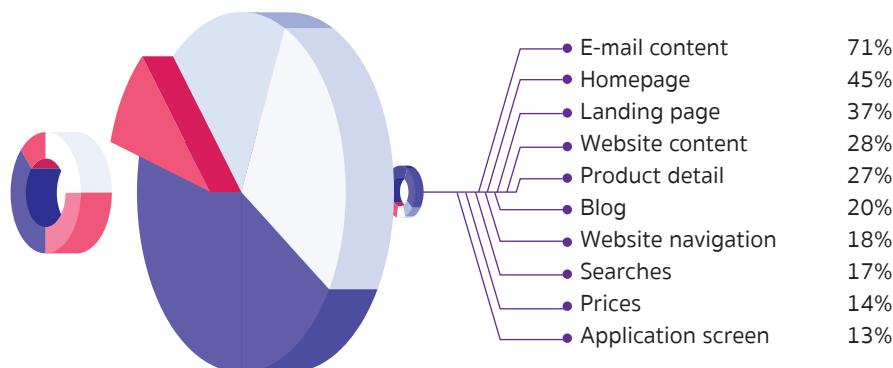 E-mail content 71%
Homepage 45%
Landing page 37%
Website content 28%
Product detail 27%
Blog 20%
Website navigation 18%
Searches 17%
Prices 14%
Application screen 13%